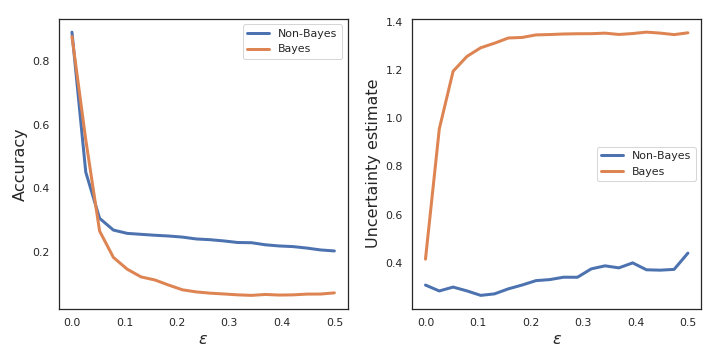 Accuracy
0.8
0.6
0.4
0.2
Non-Bayes
Bayes
0.0 0.1 0.2 0.3 0.4 0.5
ε
Uncertainty estimate
1.4
1.2
1.0
0.8
0.6
0.4
Non-Bayes
Bayes
0.0 0.1 0.2 0.3 0.4 0.5
ε